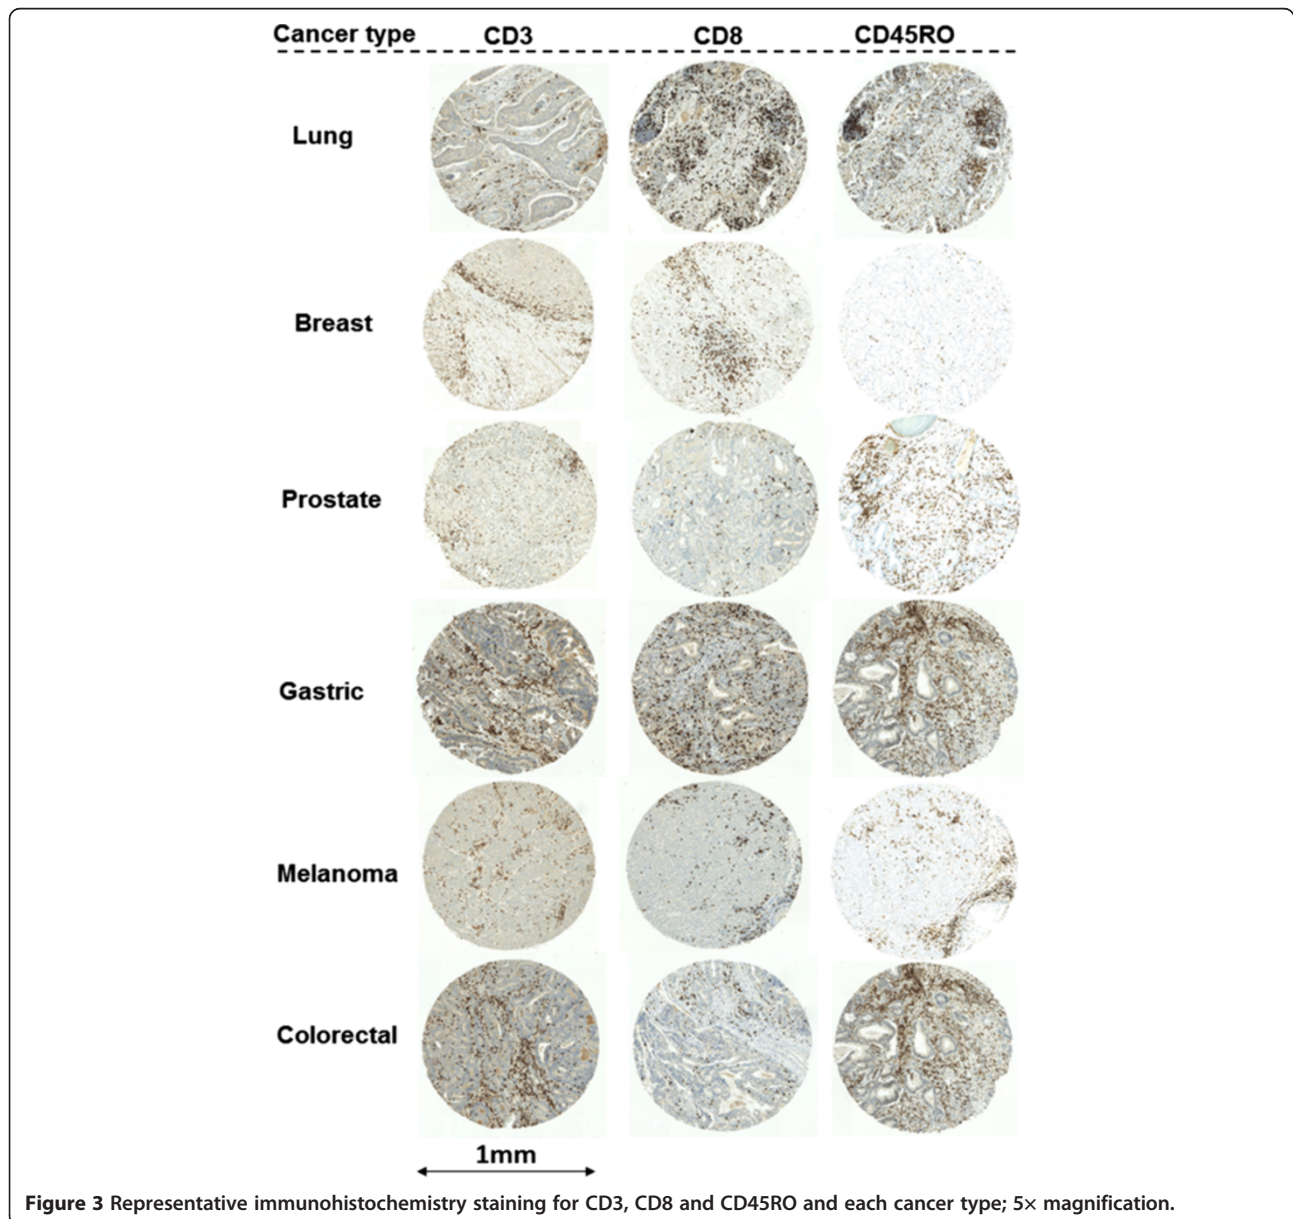 Cancer type CD3 CD8 CD45RO
Lung
Breast
Prostate
Gastric
Melanoma
Colorectal
1mm
Figure 3 Representative immunohistochemistry staining for CD3, CD8 and CD45RO and each cancer type; 5× magnification.